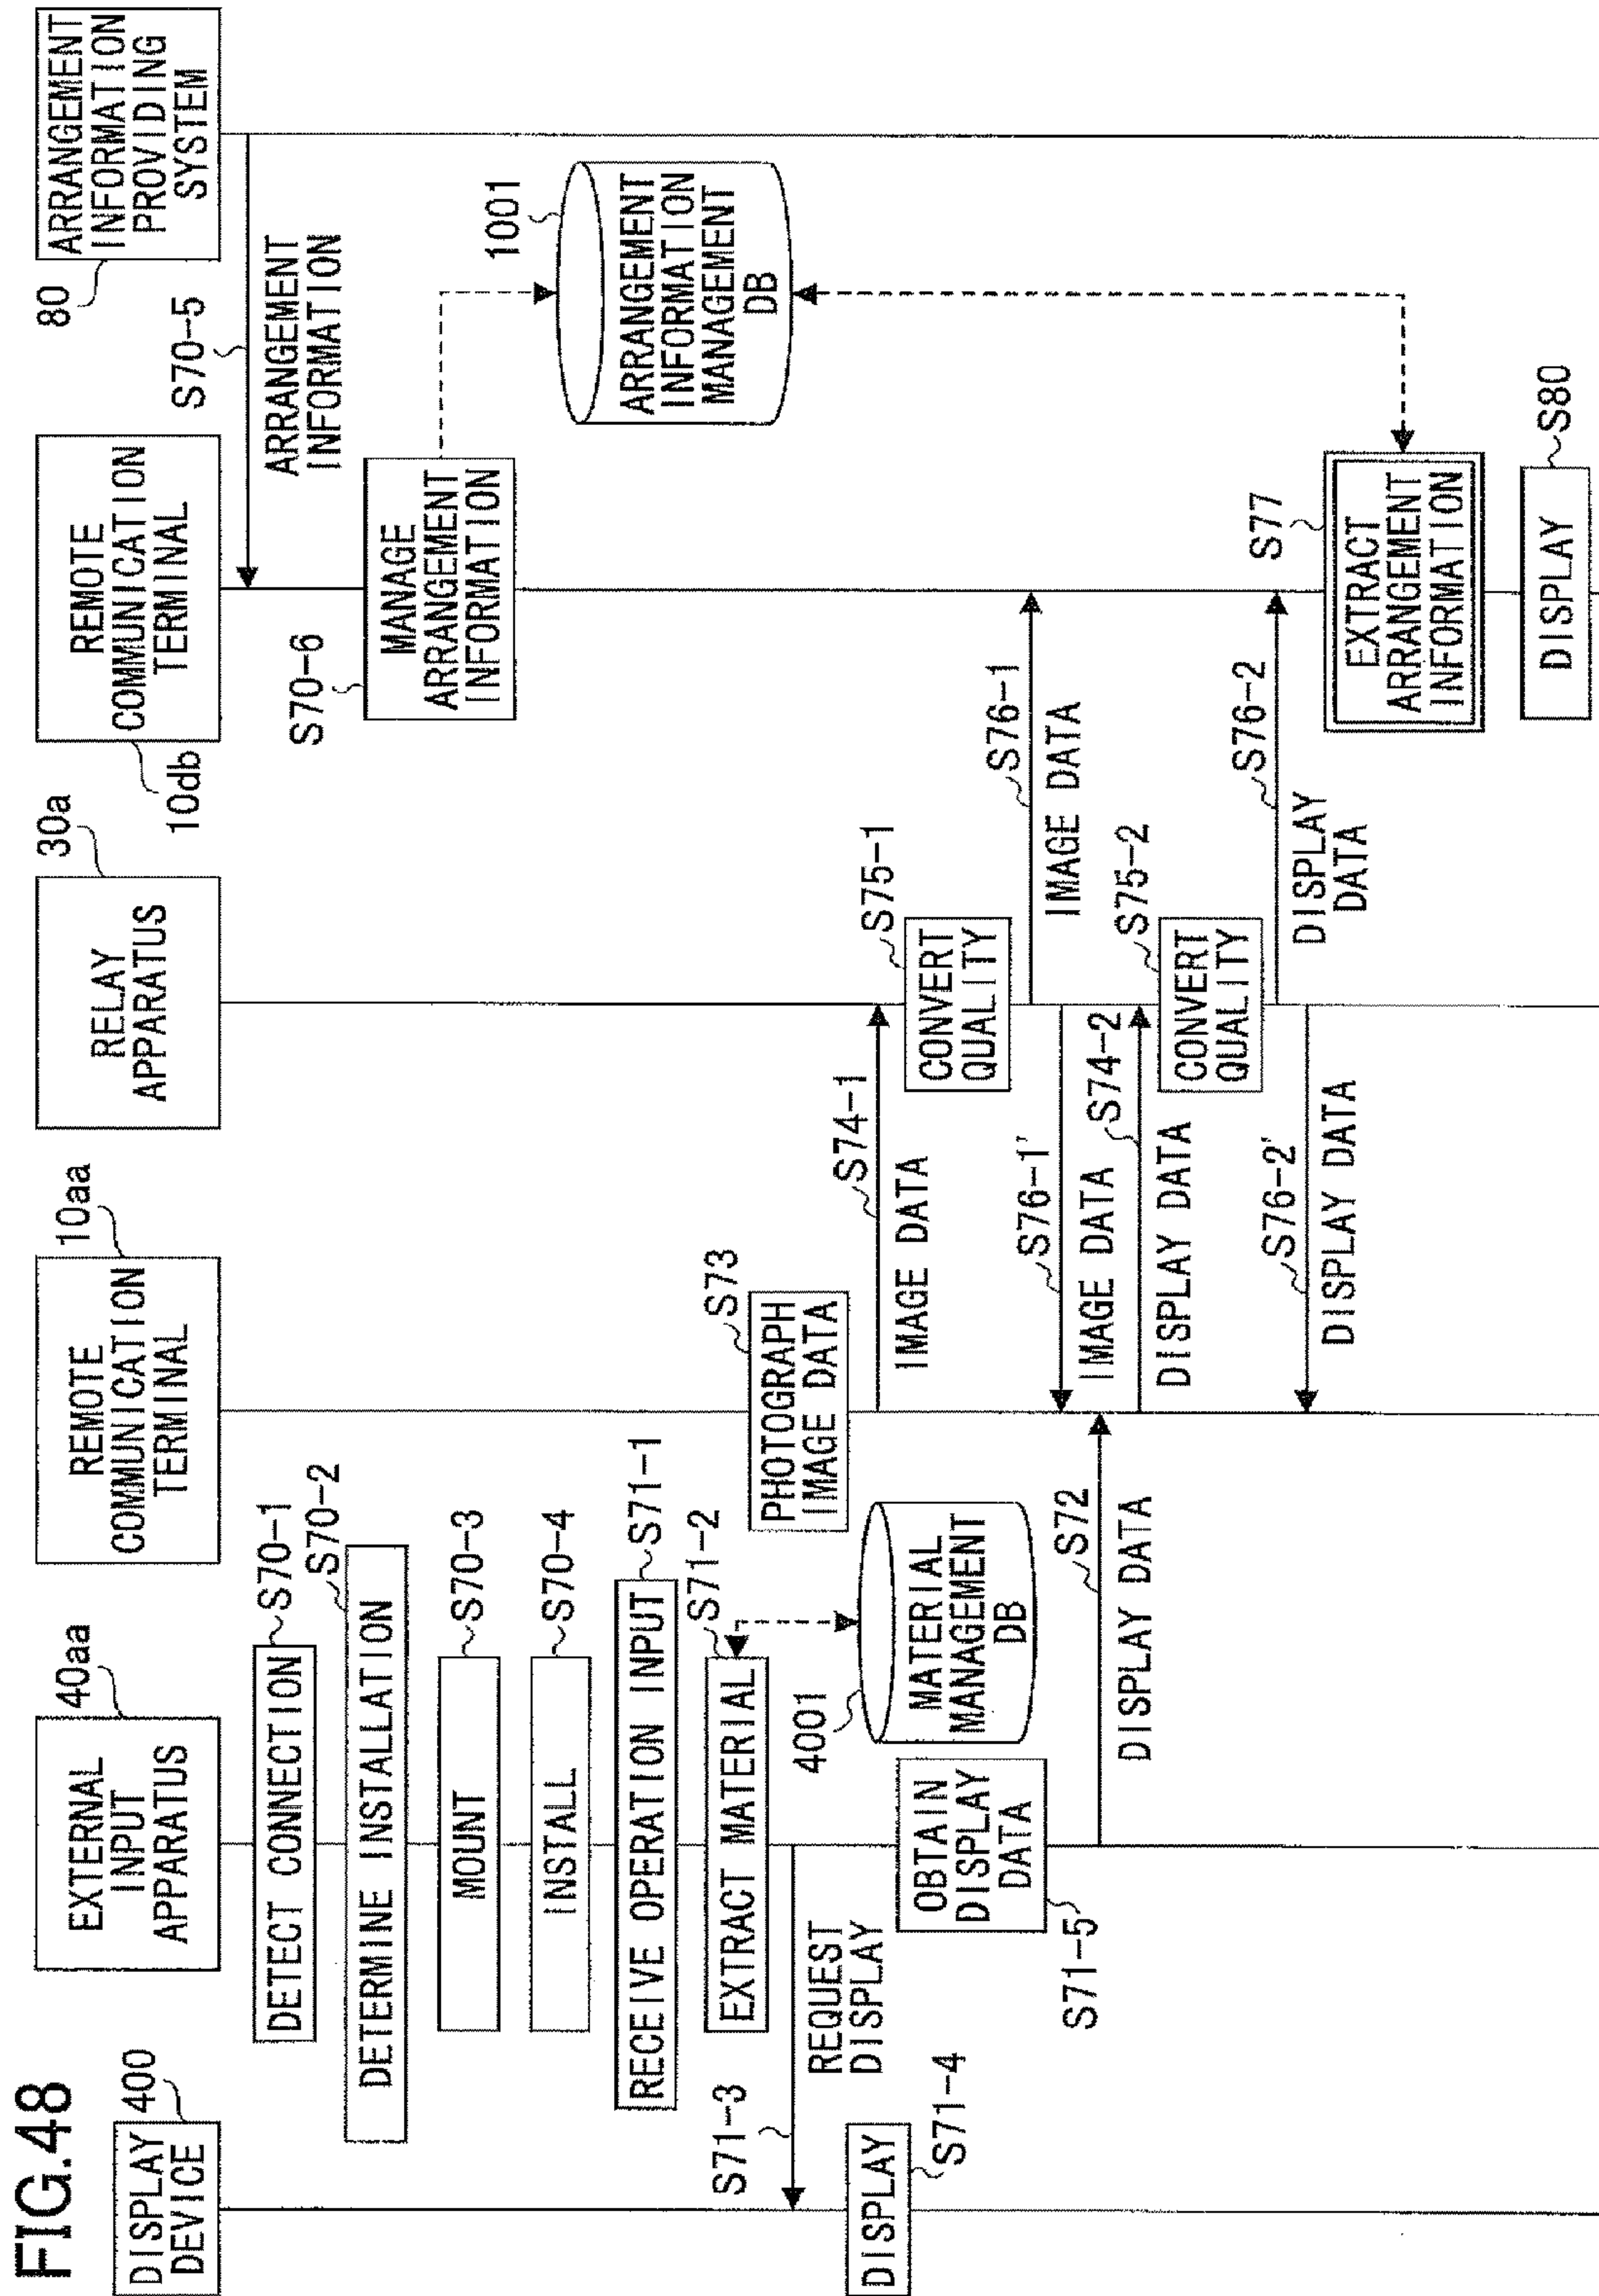 FIG.48
DISPLAY
DEVICE
400
EXTERNAL
INPUT
APPARATUS
40aa
REMOTE
COMMUNICATION
TERMINAL
10aa
RELAY
APPARATUS
30a
REMOTE
COMMUNICATION
TERMINAL
10db
ARRANGEMENT
INFORMATION
PROVIDING
SYSTEM
80
S70-5
ARRANGEMENT
INFORMATION
DETECT CONNECTION
S70-1
DETERMINE INSTALLATION
S70-2
MANAGE
ARRANGEMENT
INFORMATION
S70-6
MOUNT
S70-3
INSTALL
S70-4
1001
ARRANGEMENT
INFORMATION
MANAGEMENT
DB
RECEIVE OPERATION INPUT
S71-1
EXTRACT MATERIAL
S71-2
S71-3
REQUEST
DISPLAY
PHOTOGRAPH
IMAGE DATA
S73
DISPLAY
S71-4
4001
MATERIAL
MANAGEMENT
DB
S74-1
IMAGE DATA
OBTAIN
DISPLAY
DATA
S71-5
CONVERT
QUALITY
S75-1
S76-1
IMAGE DATA
S76-1'
IMAGE DATA
S72
DISPLAY DATA
S74-2
DISPLAY DATA
CONVERT
QUALITY
S75-2
S76-2
DISPLAY
DATA
S76-2'
DISPLAY DATA
EXTRACT
ARRANGEMENT
INFORMATION
S77
DISPLAY
S80